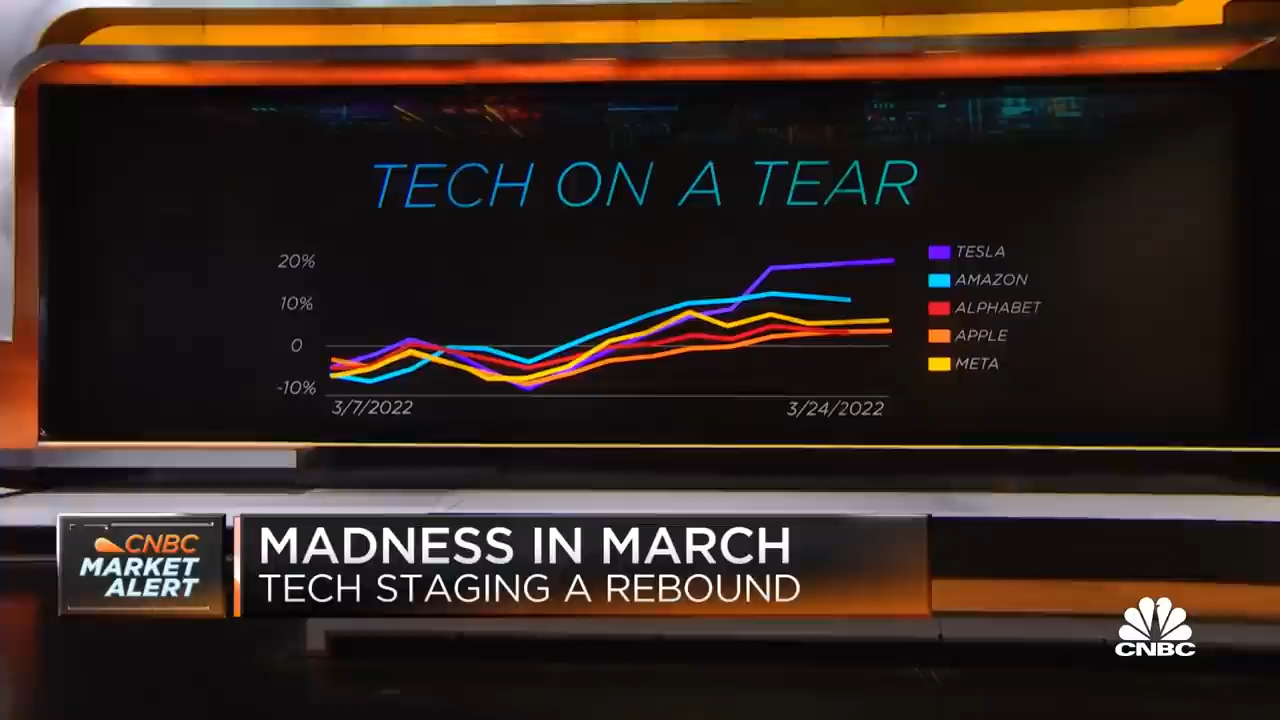 TECH ON A TEAR
20%
10%
0
-10%
3/7/2022
3/24/2022
TESLA
AMAZON
ALPHABET
APPLE
META
CNBC
MARKET
ALERT
MADNESS IN MARCH
TECH STAGING A REBOUND
CNBC